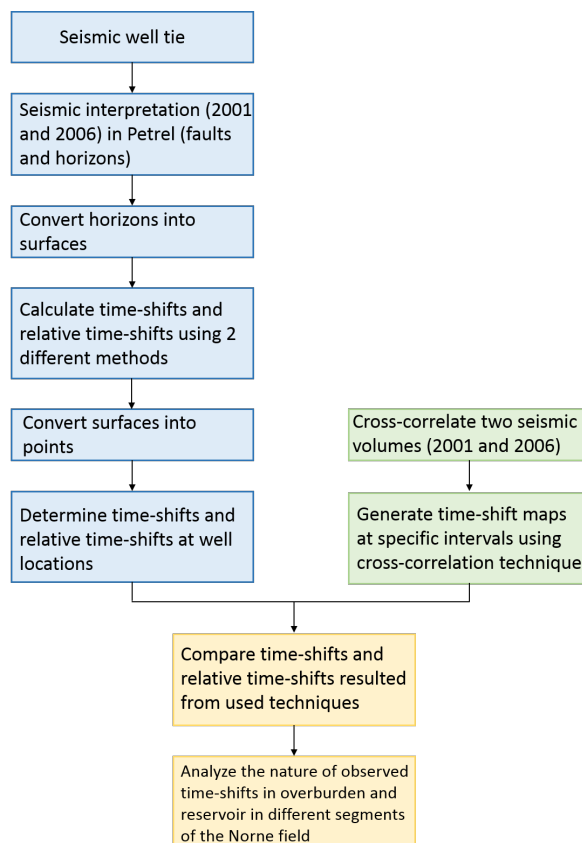 Seismic well tie
Seismic interpretation (2001
and 2006) in Petrel (faults
and horizons)
Convert horizons into
surfaces
Calculate time-shifts and
relative time-shifts using 2
different methods
Convert surfaces into
points
Determine time-shifts and
relative time-shifts at well
locations
Cross-correlate two seismic
volumes (2001 and 2006)
Generate time-shift maps
at specific intervals using
cross-correlation technique
Compare time-shifts and
relative time-shifts resulted
from used techniques
Analyze the nature of observed
time-shifts in overburden and
reservoir in different segments
of the Norne field